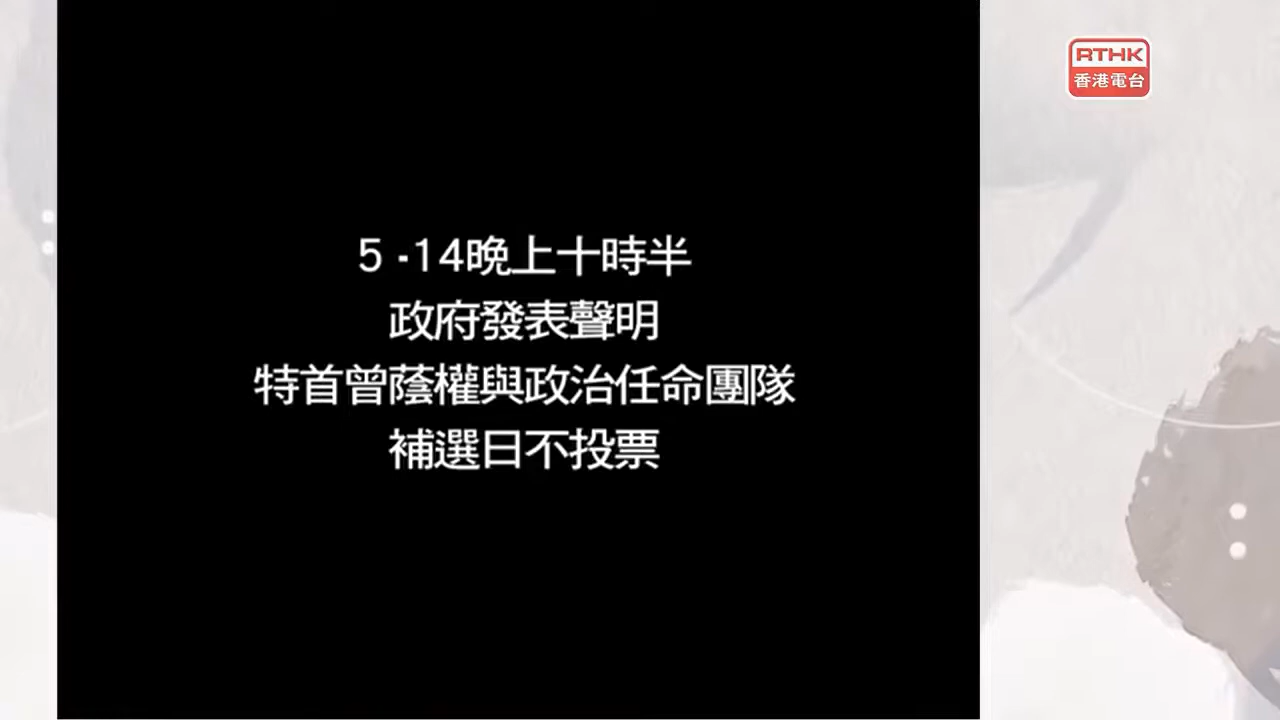 RTHK
香港電台
5 ‧14晚上十時半
政府發表聲明
特首曾蔭權與政治任命團隊
補選日不投票